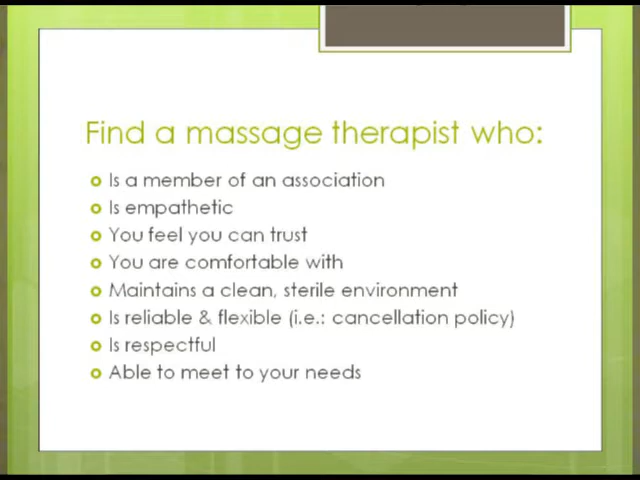 Find a massage therapist who:
Is a member of an association
Is empathetic
You feel you can trust
You are comfortable with
Maintains a clean, sterile environment
Is reliable & flexible (i.e.: cancellation policy)
Is respectful
Able to meet to your needs